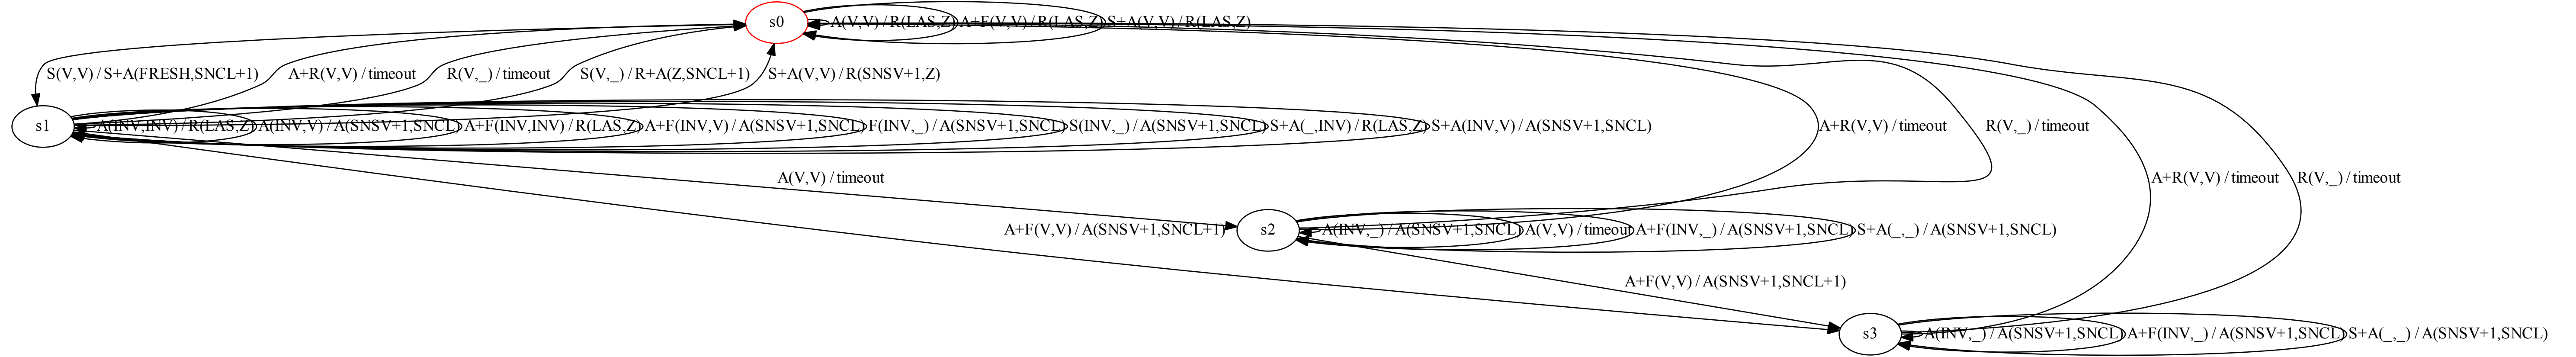 s0
A(V,V) / R(LAS,Z)
A+F(V,V) / R(LAS,Z)
S+A(V,V) / R(LAS,Z)
S(V,V) / S+A(FRESH,SNCL+1)
A+R(V,V) / timeout
R(V,_) / timeout
S(V,_) / R+A(Z,SNCL+1)
S+A(V,V) / R(SNSV+1,Z)
s1
A(INV,INV) / R(LAS,Z)
A(INV,V) / A(SNSV+1,SNCL)
A+F(INV,INV) / R(LAS,Z)
A+F(INV,V) / A(SNSV+1,SNCL)
F(INV,_) / A(SNSV+1,SNCL)
S(INV,_) / A(SNSV+1,SNCL)
S+A(_,INV) / R(LAS,Z)
S+A(INV,V) / A(SNSV+1,SNCL)
A+R(V,V) / timeout
R(V,_) / timeout
A(V,V) / timeout
A+R(V,V) / timeout
R(V,_) / timeout
A+F(V,V) / A(SNSV+1,SNCL+1)
s2
A(INV,_) / A(SNSV+1,SNCL)
A(V,V) / timeout
A+F(INV,_) / A(SNSV+1,SNCL)
S+A(_,_) / A(SNSV+1,SNCL)
A+F(V,V) / A(SNSV+1,SNCL+1)
s3
A(INV,_) / A(SNSV+1,SNCL)
A+F(INV,_) / A(SNSV+1,SNCL)
S+A(_,_) / A(SNSV+1,SNCL)